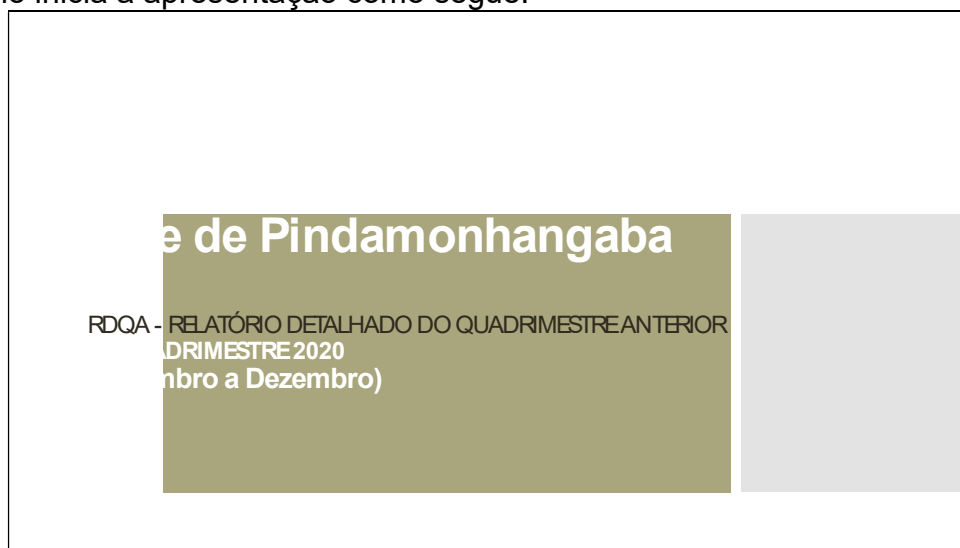 inicia a apresentação como segue:
e de Pindamonhangaba
RDQA - RELATÓRIO DETALHADO DO QUADRIMESTRE ANTERIOR
DRIMESTRE 2020
mbro a Dezembro)